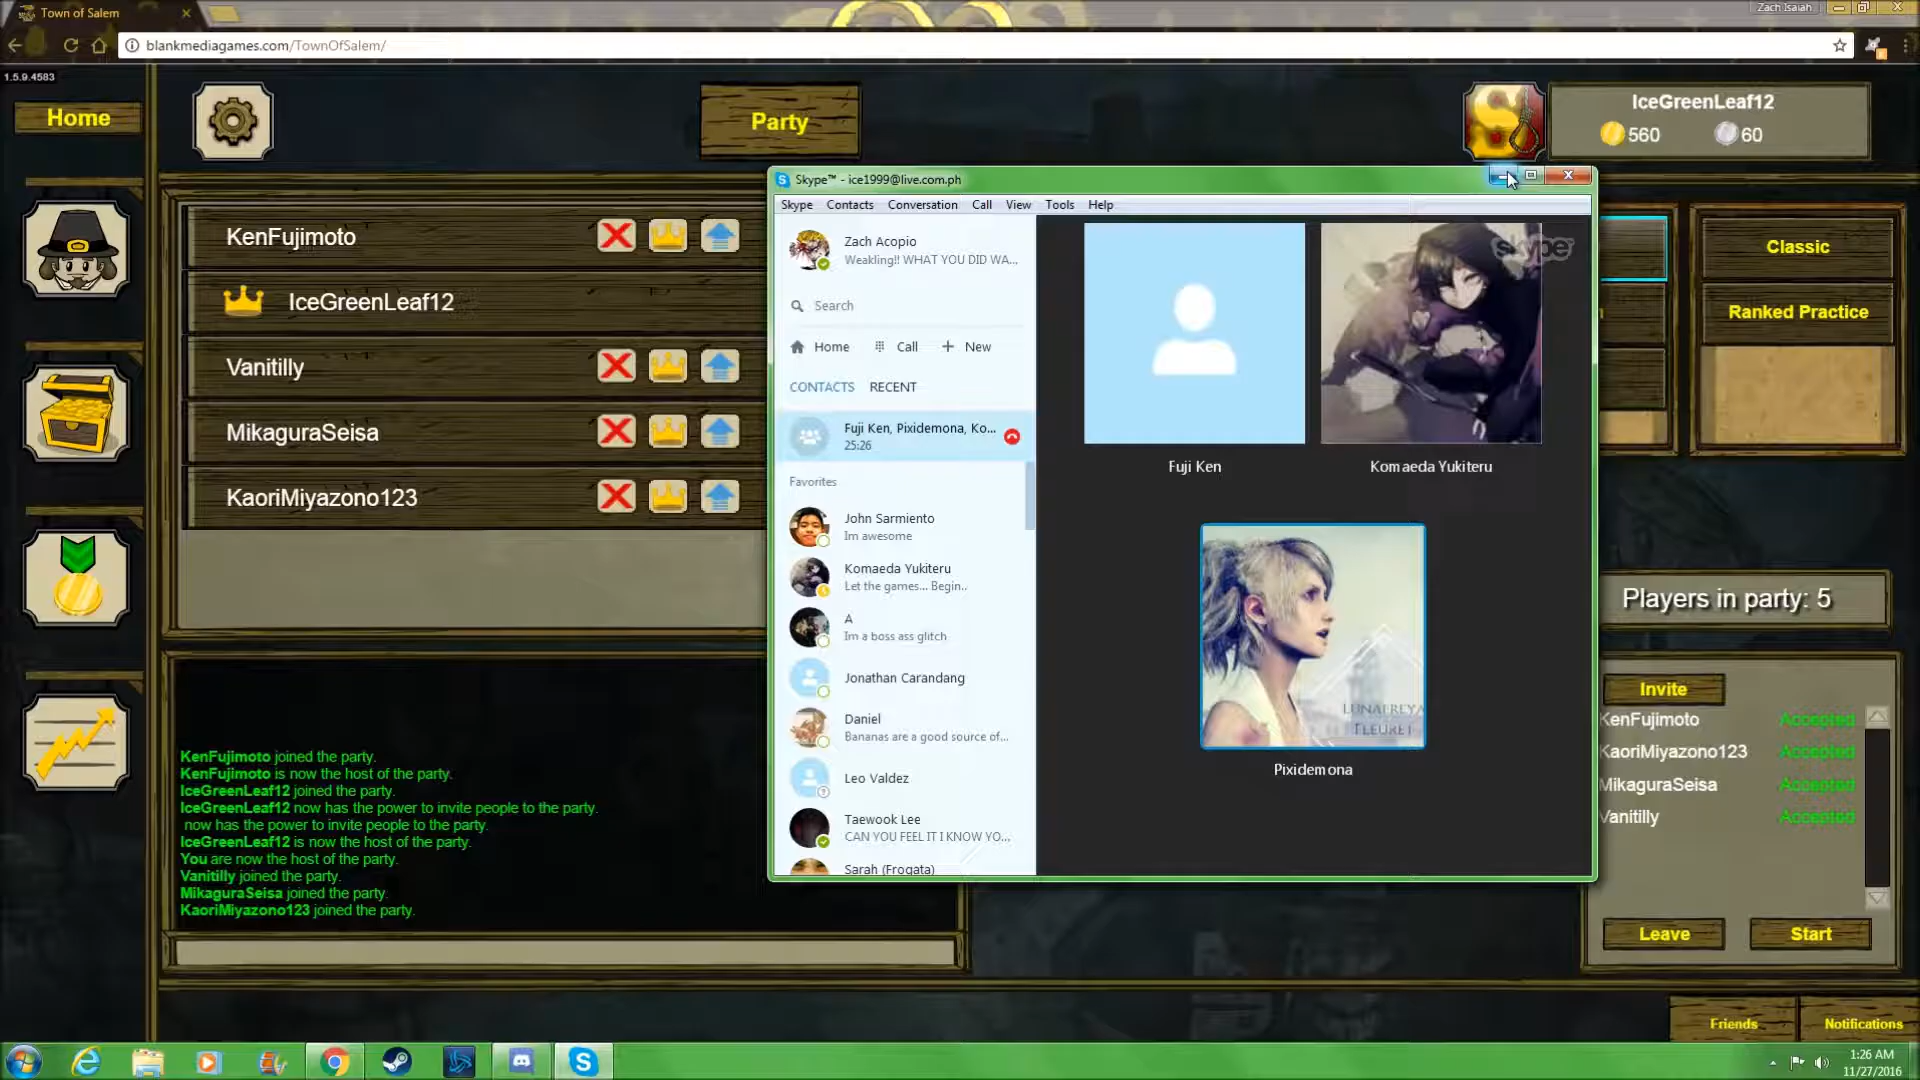 Town of Salem
Zach Isaiah
blankmediagames.com/TownOfSalem/
1.5.9.4583
Home
Party
IceGreenLeaf12
560
60
KenFujimoto
IceGreenLeaf12
Vanitilly
MikaguraSeisa
KaoriMiyazono123
Skype™ - ice1999@live.com.ph
Skype Contacts Conversation Call View Tools Help
Zach Acopio
Weakling!! WHAT YOU DID WA...
Search
Home Call New
CONTACTS RECENT
Fuji Ken, Pixidemona, Ko...
25:26
Favorites
John Sarmiento
Im awesome
Komaeda Yukiteru
Let the games... Begin..
A
Im a boss ass glitch
Jonathan Carandang
Daniel
Bananas are a good source of...
Leo Valdez
Taewook Lee
CAN YOU FEEL IT I KNOW YO...
Sarah (Frogata)
skype
Fuji Ken
Komaeda Yukiteru
LUNAFREYA
FLEURET
Pixidemona
Classic
Ranked Practice
Players in party: 5
Invite
KenFujimoto Accepted
KaoriMiyazono123 Accepted
MikaguraSeisa Accepted
Vanitilly Accepted
Leave
Start
KenFujimoto joined the party.
KenFujimoto is now the host of the party.
IceGreenLeaf12 joined the party.
IceGreenLeaf12 now has the power to invite people to the party.
now has the power to invite people to the party.
IceGreenLeaf12 is now the host of the party.
You are now the host of the party.
Vanitilly joined the party.
MikaguraSeisa joined the party.
KaoriMiyazono123 joined the party.
Friends
Notifications
1:26 AM
11/27/2016